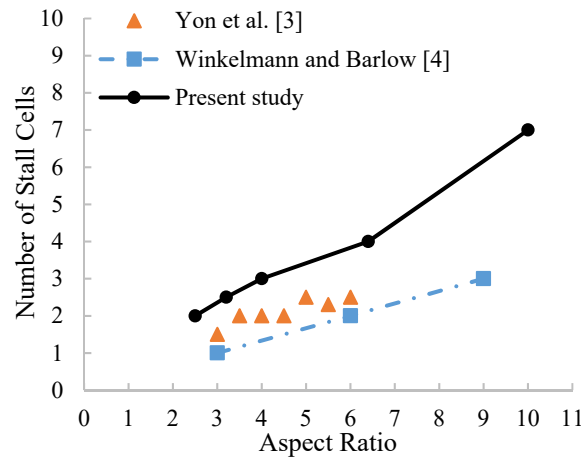 Yon et al. [3]
Winkelmann and Barlow [4]
Present study
Number of Stall Cells
10
9
8
7
6
5
4
3
2
1
0
0 1 2 3 4 5 6 7 8 9 10 11
Aspect Ratio